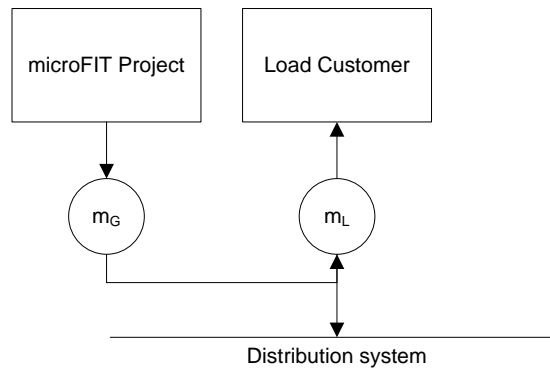 microFIT Project
Load Customer
mG
mL
Distribution system